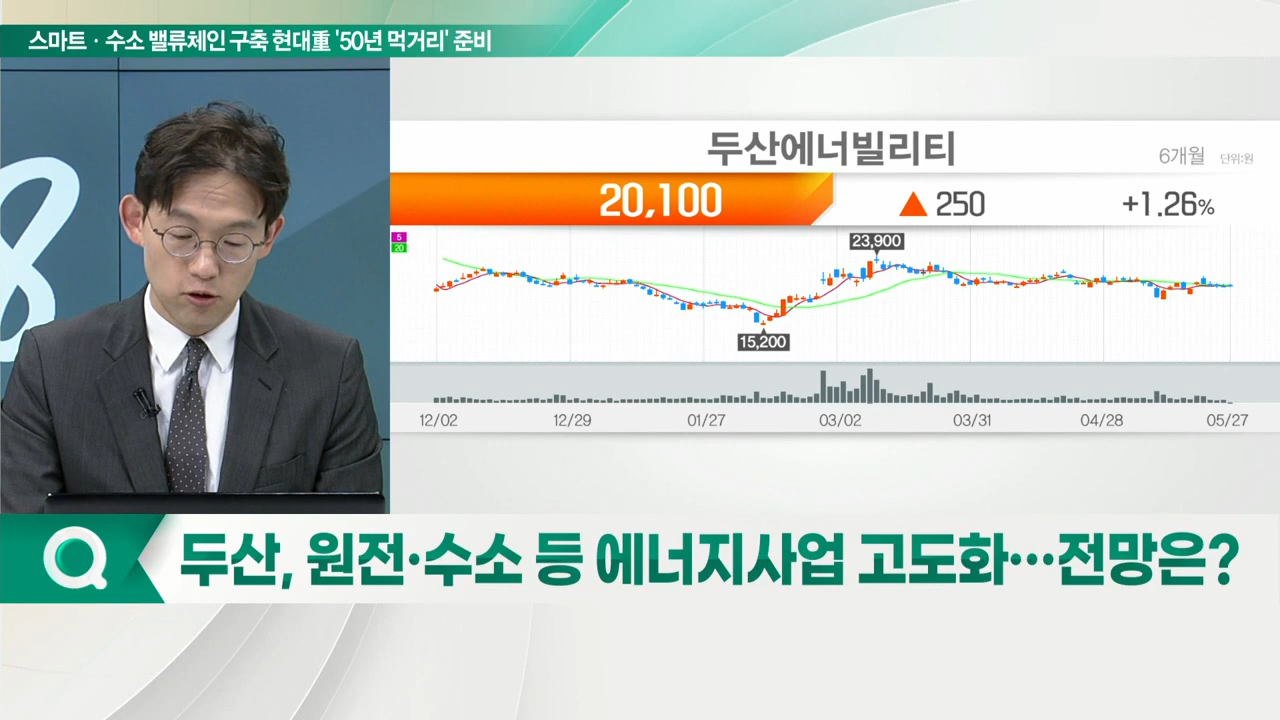 스마트·수소 밸류체인 구축 현대重 '50년 먹거리' 준비
8
두산에너빌리티
6개월 단위:원
20,100 ▲ 250 +1.26%
5
20
23,900
15,200
12/02 12/29 01/27 03/02 03/31 04/28 05/27
Q 두산, 원전·수소 등 에너지사업 고도화…전망은?